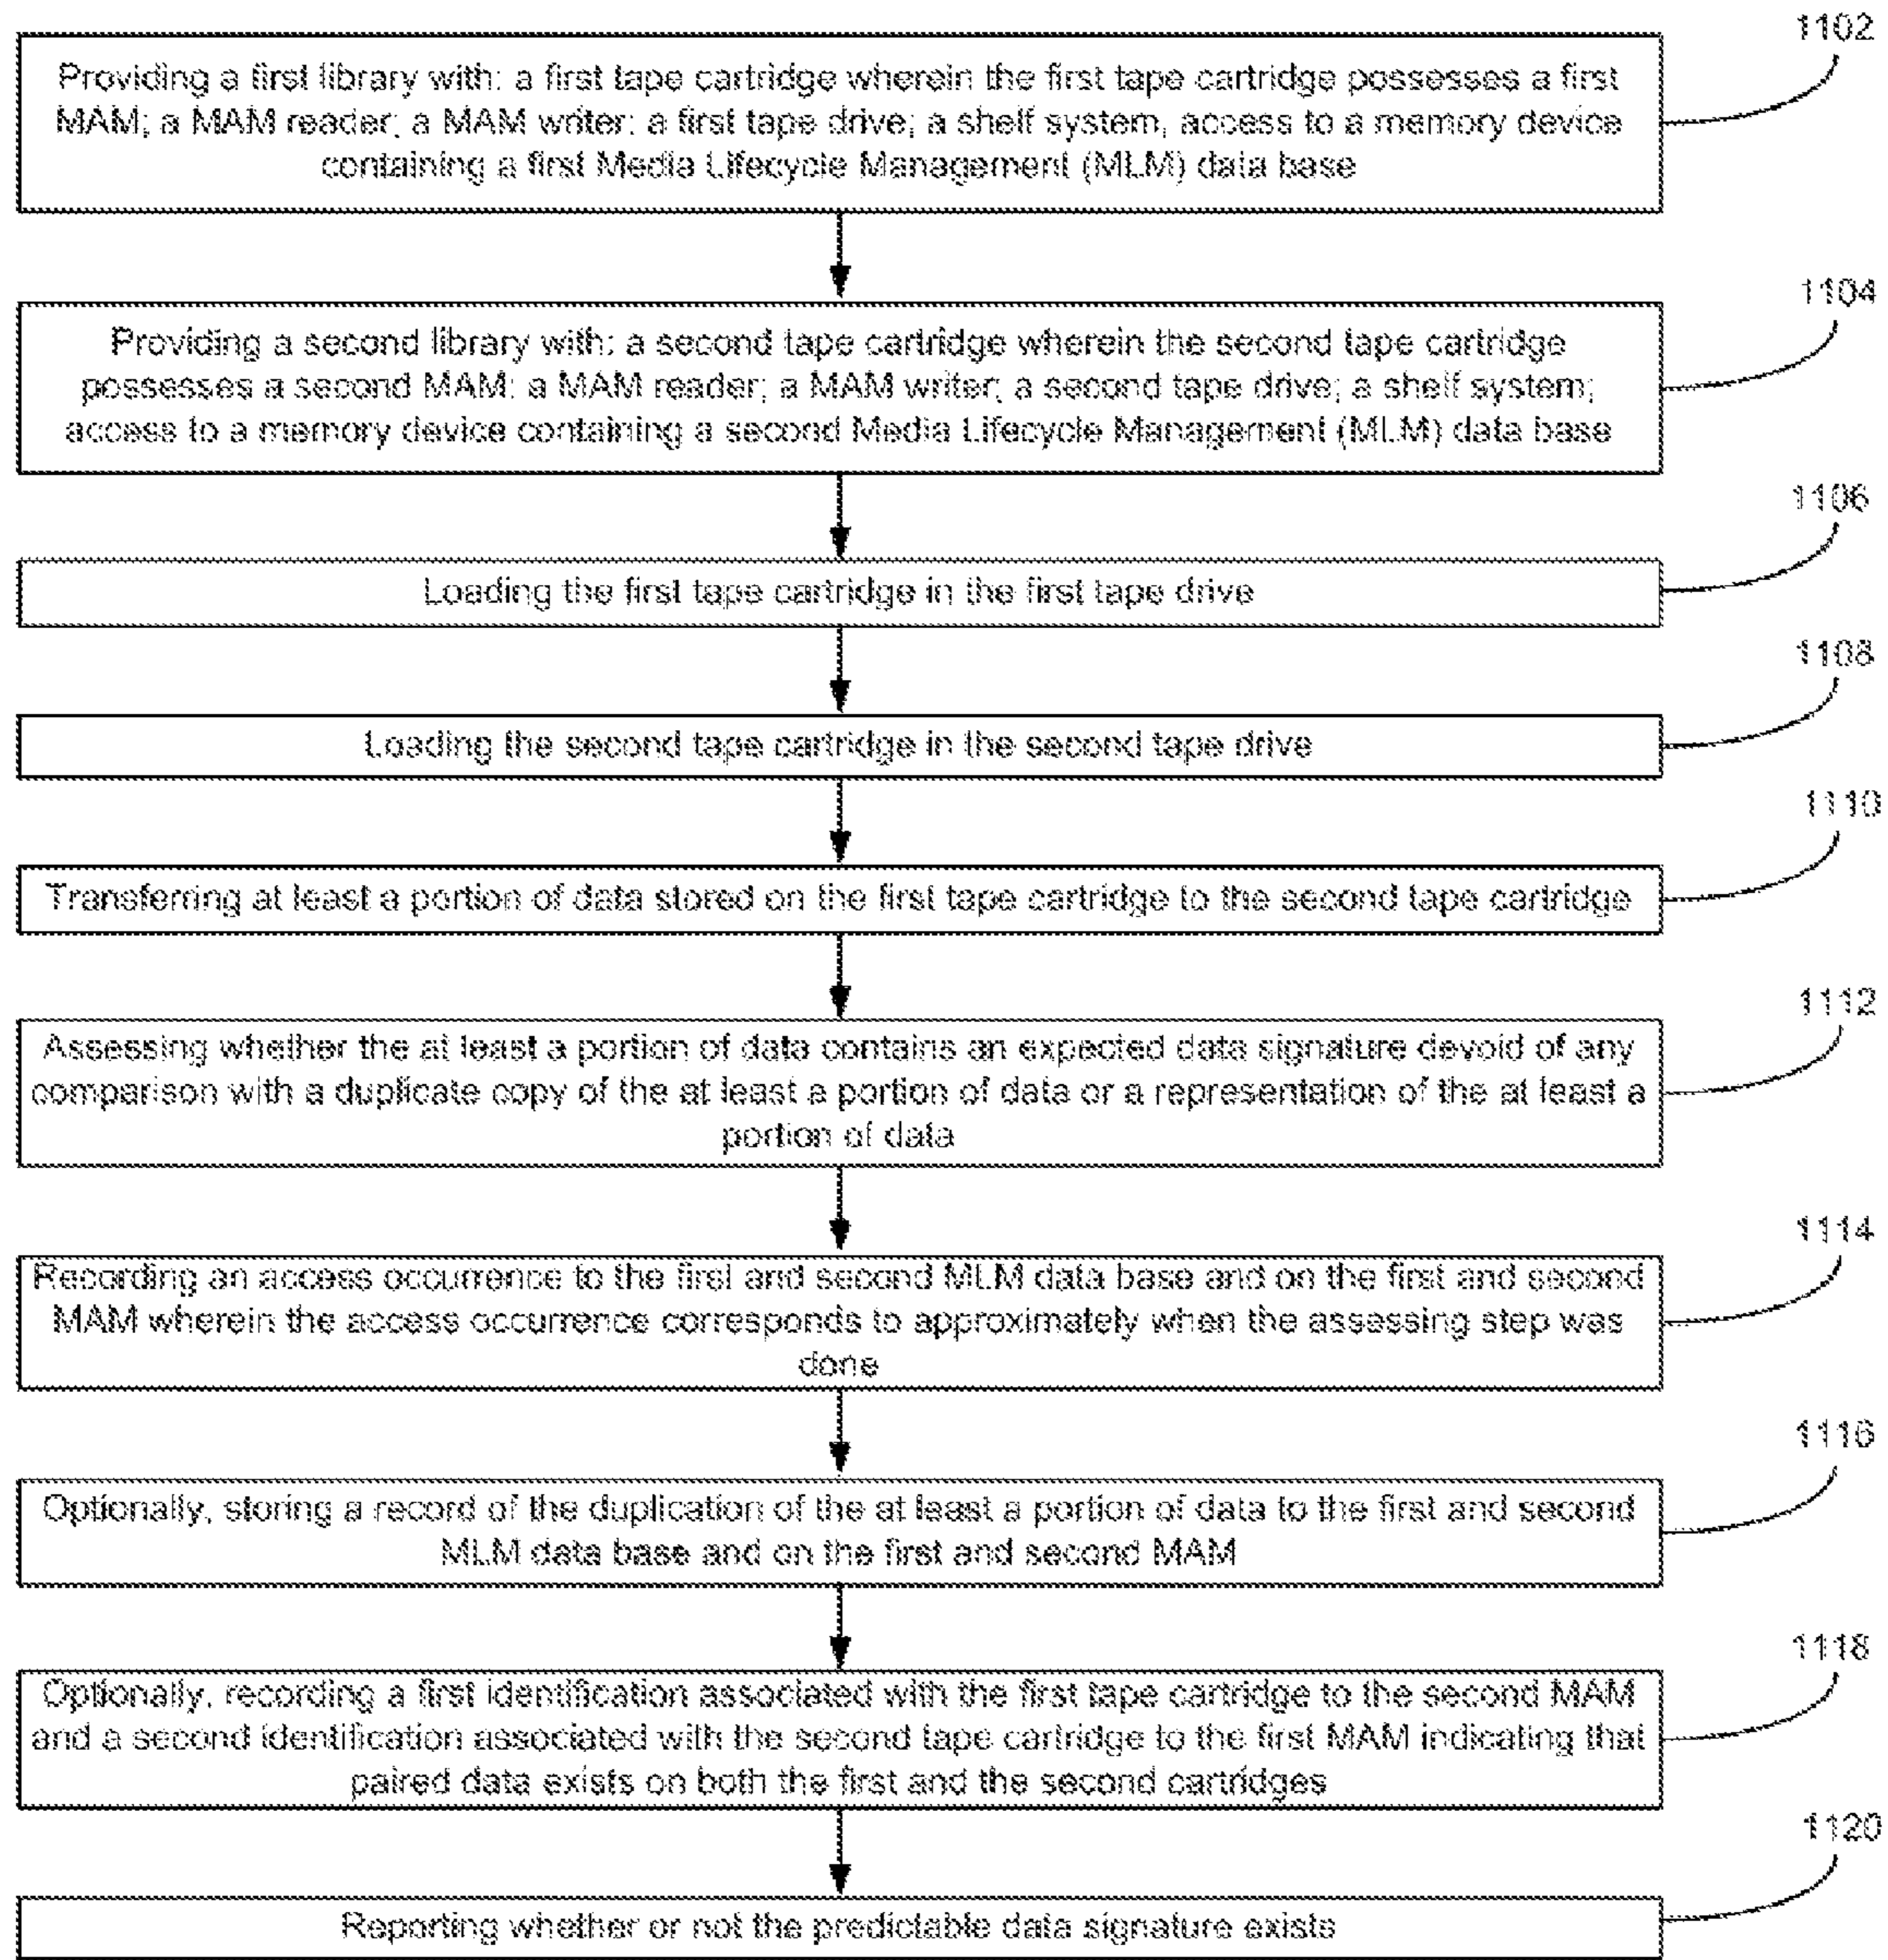 1102
Providing a first library with: a first tape cartridge wherein the first tape cartridge possesses a first
MAM; a MAM reader; a MAM writer; a first tape drive; a shelf system, access to a memory device
containing a first Media Lifecycle Management (MLM) data base
1104
Providing a second library with: a second tape cartridge wherein the second tape cartridge
possesses a second MAM: a MAM reader; a MAM writer; a second tape drive; a shelf system;
access to a memory device containing a second Media Lifecycle Management (MLM) data base
1106
Loading the first tape cartridge in the first tape drive
1108
Loading the second tape cartridge in the second tape drive
1110
Transferring at least a portion of data stored on the first tape cartridge to the second tape cartridge
1112
Assessing whether the at least a portion of data contains an expected data signature devoid of any
comparison with a duplicate copy of the at least a portion of data or a representation of the at least a
portion of data
1114
Recording an access occurrence to the first and second MLM data base and on the first and second
MAM wherein the access occurrence corresponds to approximately when the assessing step was
done
1116
Optionally, storing a record of the duplication of the at least a portion of data to the first and second
MLM data base and on the first and second MAM
1118
Optionally, recording a first identification associated with the first tape cartridge to the second MAM
and a second identification associated with the second tape cartridge to the first MAM indicating that
paired data exists on both the first and the second cartridges
1120
Reporting whether or not the predictable data signature exists